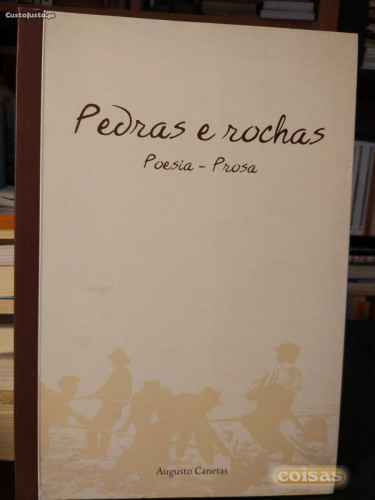 CustoJusto.pt
Pedras e rochas
Poesia - Prosa
Augusto Canetas
coisas